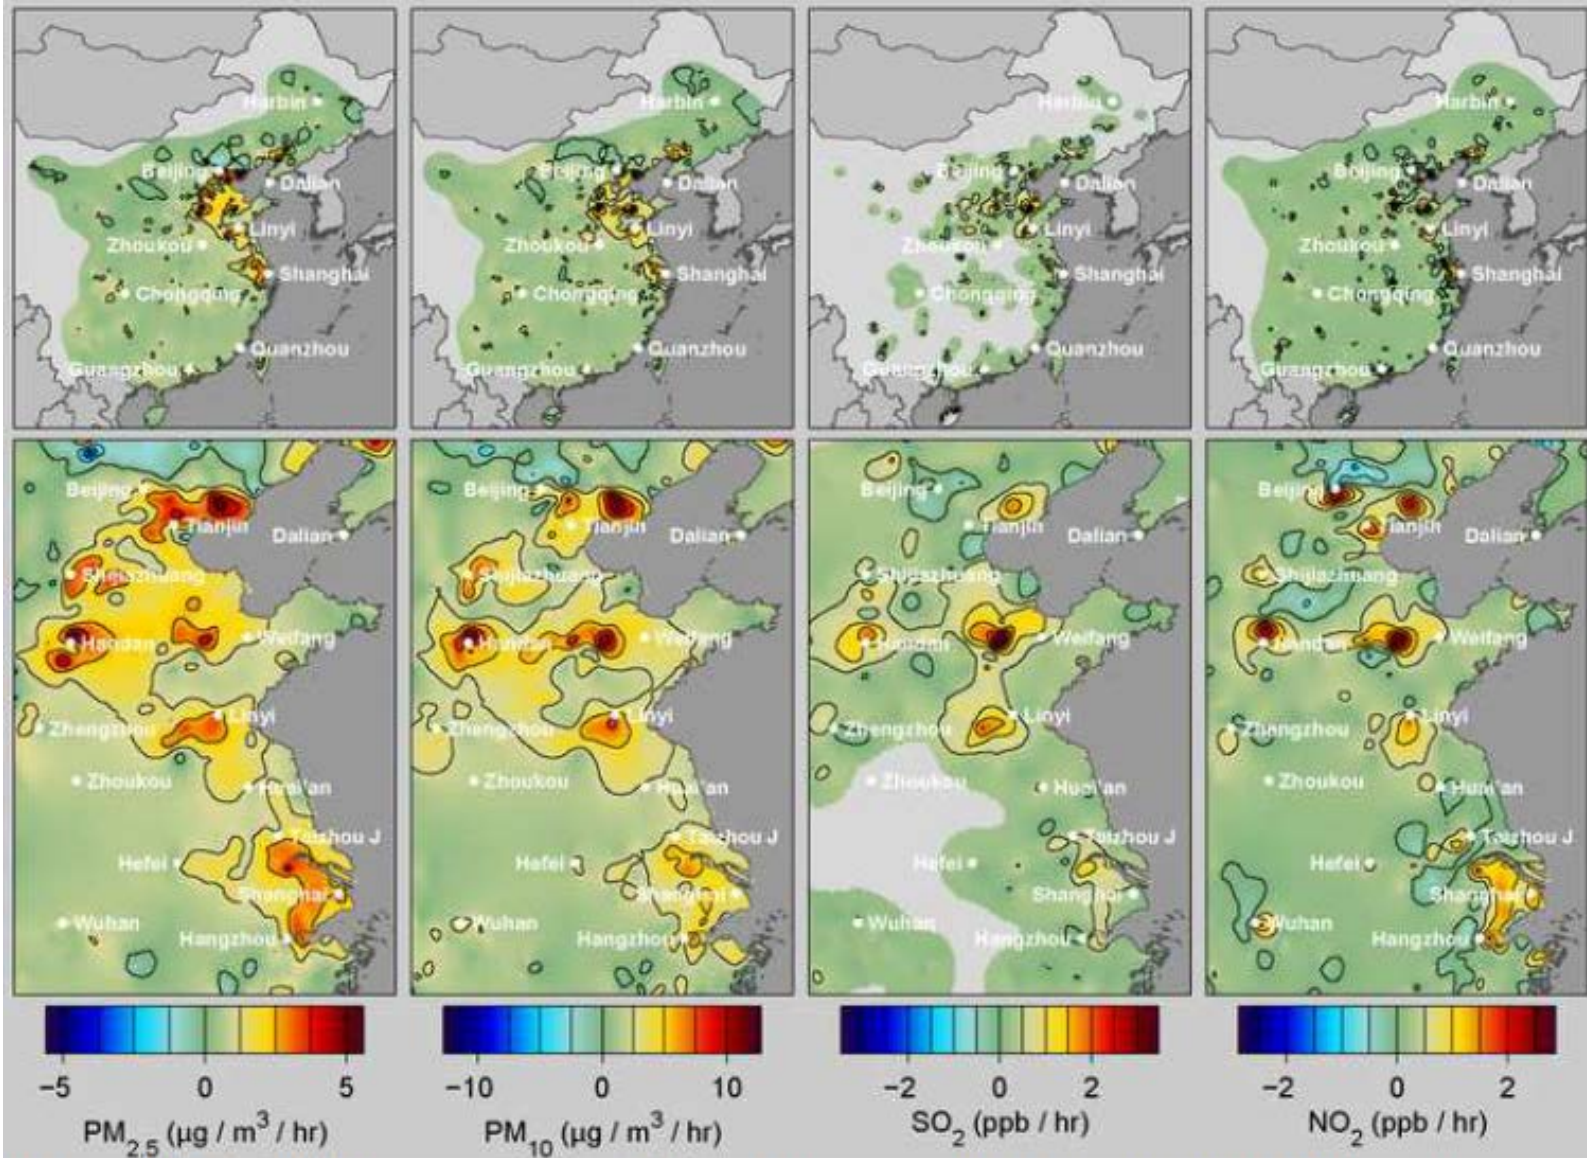 Harbin
Beijing
Dalian
Linyi
Zhoukou
Shanghai
Chongqing
Quanzhou
Guangzhou
Harbin
Beijing
Dalian
Linyi
Zhoukou
Shanghai
Chongqing
Quanzhou
Guangzhou
Harbin
Beijing
Dalian
Linyi
Zhoukou
Shanghai
Chongqing
Quanzhou
Guangzhou
Harbin
Beijing
Dalian
Linyi
Zhoukou
Shanghai
Chongqing
Quanzhou
Guangzhou
Beijing
Tianjin
Dalian
Shijiazhuang
Handan
Weifang
Linyi
Zhengzhou
Zhoukou
Huai'an
Taizhou J
Hefei
Shanghai
Wuhan
Hangzhou
Beijing
Tianjin
Dalian
Shijiazhuang
Handan
Weifang
Linyi
Zhengzhou
Zhoukou
Huai'an
Taizhou J
Hefei
Shanghai
Wuhan
Hangzhou
Beijing
Tianjin
Dalian
Shijiazhuang
Handan
Weifang
Linyi
Zhengzhou
Zhoukou
Huai'an
Taizhou J
Hefei
Shanghai
Wuhan
Hangzhou
Beijing
Tianjin
Dalian
Shijiazhuang
Handan
Weifang
Linyi
Zhangzhou
Zhoukou
Huai'an
Taizhou J
Hefei
Shanghai
Wuhan
Hangzhou
−5 0 5
PM2.5 (µg / m³ / hr)
−10 0 10
PM10 (µg / m³ / hr)
−2 0 2
SO2 (ppb / hr)
−2 0 2
NO2 (ppb / hr)